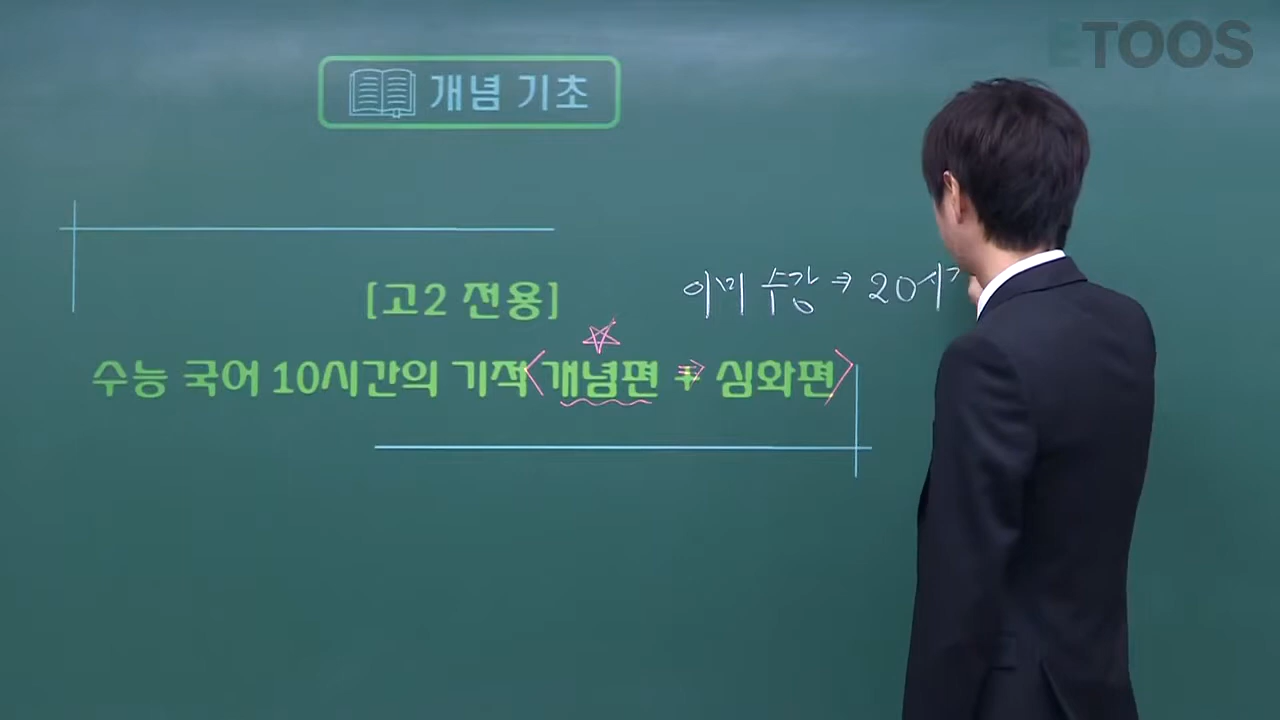 ETOOS
개념 기초
[고2 전용]
이미 수강 ⇒ 20시
수능 국어 10시간의 기적<개념편 + 심화편>